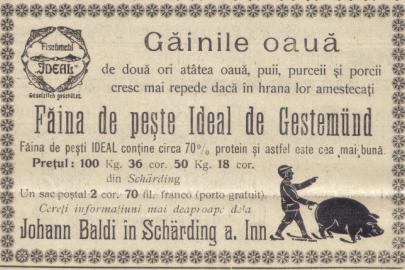 Fischmehl
IDEAL
Gesetzlich geschützt.
Găinile oauă
de două ori atâtea oauă, puii, purceii și porcii
cresc mai repede dacă în hrana lor amestecați
Făina de pește Ideal de Gestemünd
Făina de pești IDEAL conține circa 70% protein și astfel este cea mai bună.
Prețul: 100 Kg. 36 cor. 50 Kg. 18 cor.
din Schärding
Un sac poștal 2 cor. 70 fil. franco (porto gratuit).
Cereți informațiuni mai deaproape dela
Johann Baldi in Schärding a. Inn.